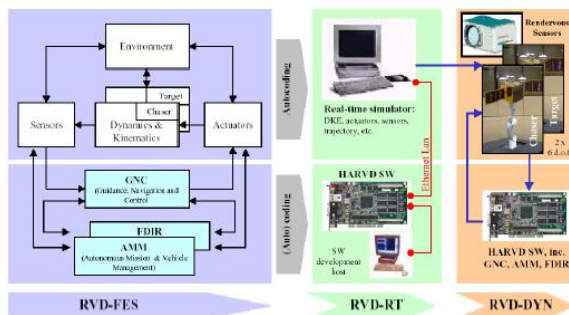 Environment
Target
Chaser
Sensors
Dynamics &
Kinematics
Actuators
GNC
(Guidance, Navigation and
Control)
FDIR
AMM
(Autonomous Mission & Vehicle
Management)
RVD-FES
Autocoding
(Auto) coding
Real-time simulator:
DKE, actuators, sensors,
trajectory, etc.
Ethernet Lan
HARVD SW
SW
development
host
RVD-RT
Rendezvous
Sensors
Chaser
Target
2 x
6 d.o.f
HARVD SW, inc.
GNC, AMM, FDIR
RVD-DYN